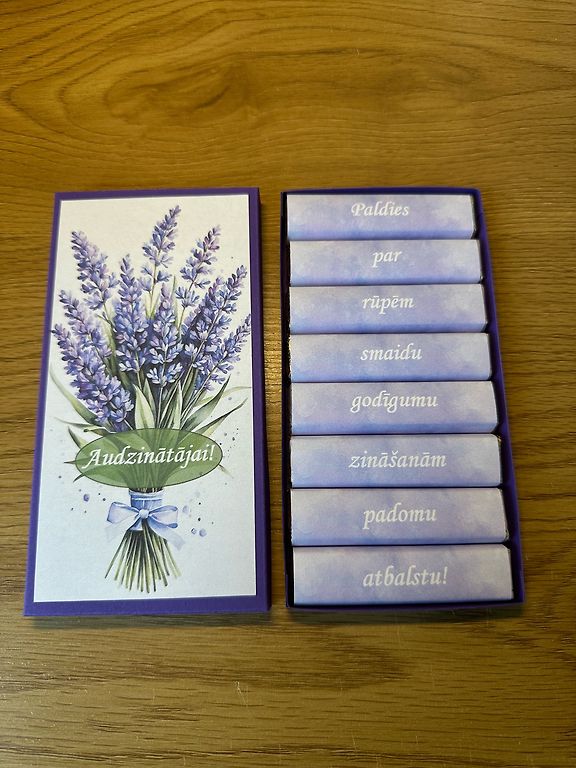 Audzinātājai!
Paldies
par
rūpēm
smaidu
godīgumu
zināšanām
padomu
atbalstu!